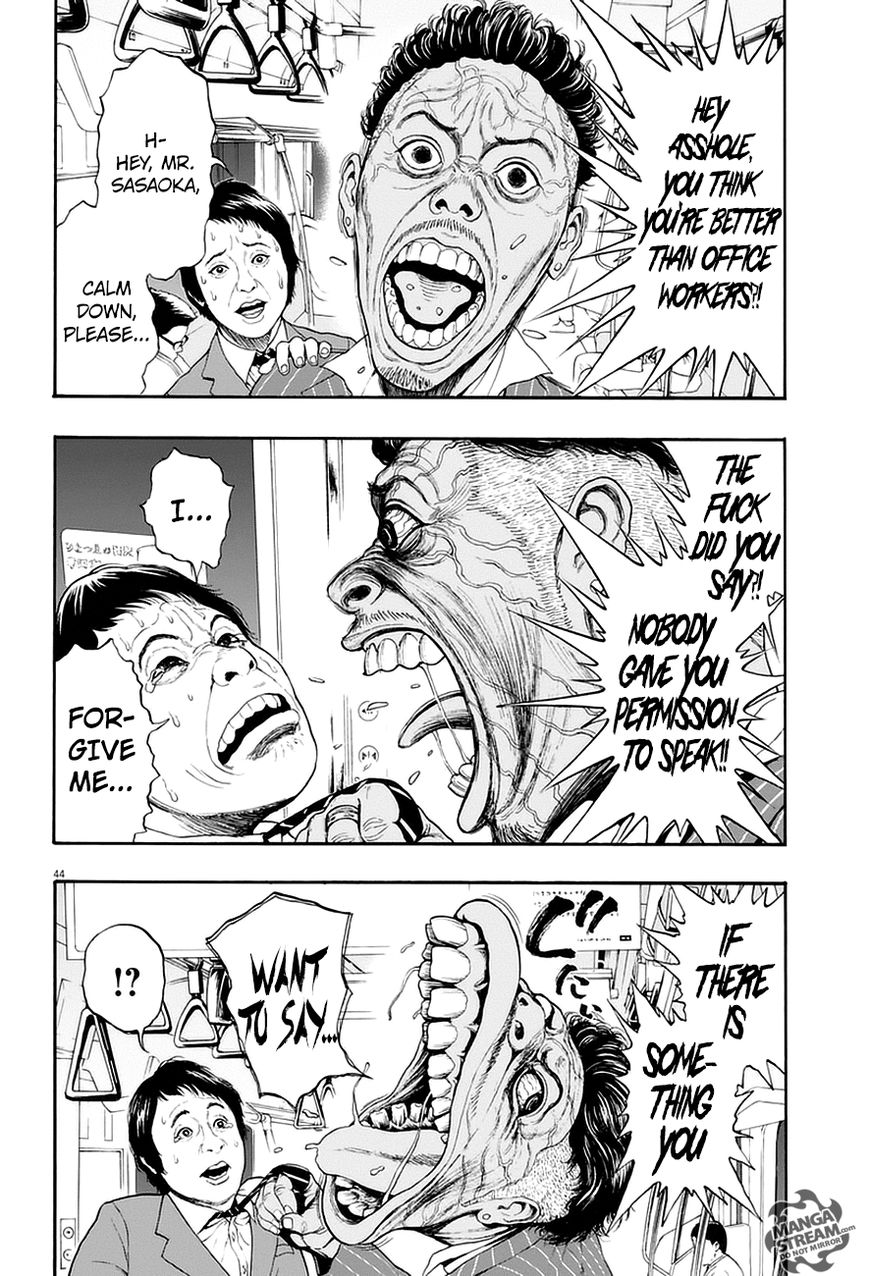 HEY
ASSHOLE,
YOU THINK
YOU'RE BETTER
THAN OFFICE
WORKERS?!
H-
HEY, MR.
SASAOKA,
CALM
DOWN,
PLEASE...
THE
FUCK
DID YOU
SAY?!
NOBODY
GAVE YOU
PERMISSION
TO SPEAK!!
I...
FOR-
GIVE
ME...
44
IF
THERE
IS
SOME-
THING
YOU
WANT
TO SAY...
!?
MANGA
STREAM.com
DO NOT MIRROR